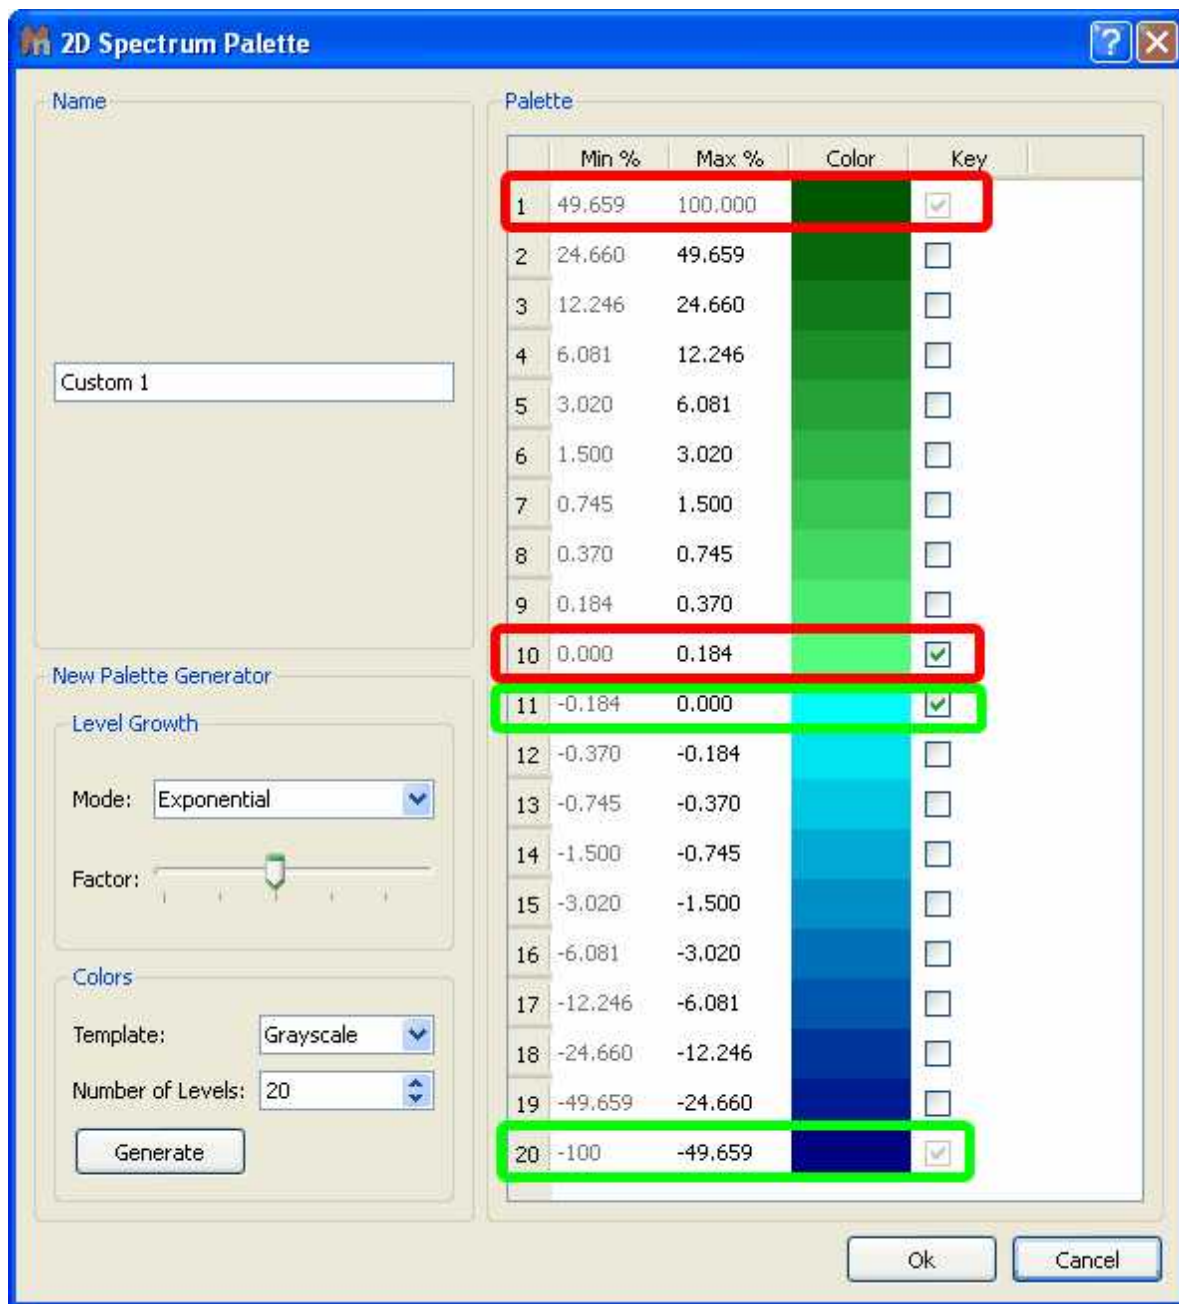 2D Spectrum Palette
Name
Custom 1
New Palette Generator
Level Growth
Mode: Exponential
Factor:
Colors
Template: Grayscale
Number of Levels: 20
Generate
Palette
Min % Max % Color Key
1 49.659 100.000
2 24.660 49.659
3 12.246 24.660
4 6.081 12.246
5 3.020 6.081
6 1.500 3.020
7 0.745 1.500
8 0.370 0.745
9 0.184 0.370
10 0.000 0.184
11 -0.184 0.000
12 -0.370 -0.184
13 -0.745 -0.370
14 -1.500 -0.745
15 -3.020 -1.500
16 -6.081 -3.020
17 -12.246 -6.081
18 -24.660 -12.246
19 -49.659 -24.660
20 -100 -49.659
Ok Cancel